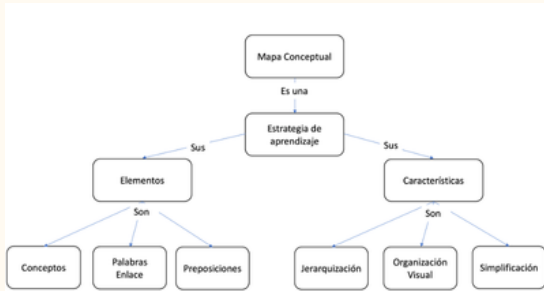 Mapa Conceptual
Es una
Estrategia de
aprendizaje
Sus
Sus
Elementos
Características
Son
Son
Conceptos
Palabras
Enlace
Preposiciones
Jerarquización
Organización
Visual
Simplificación